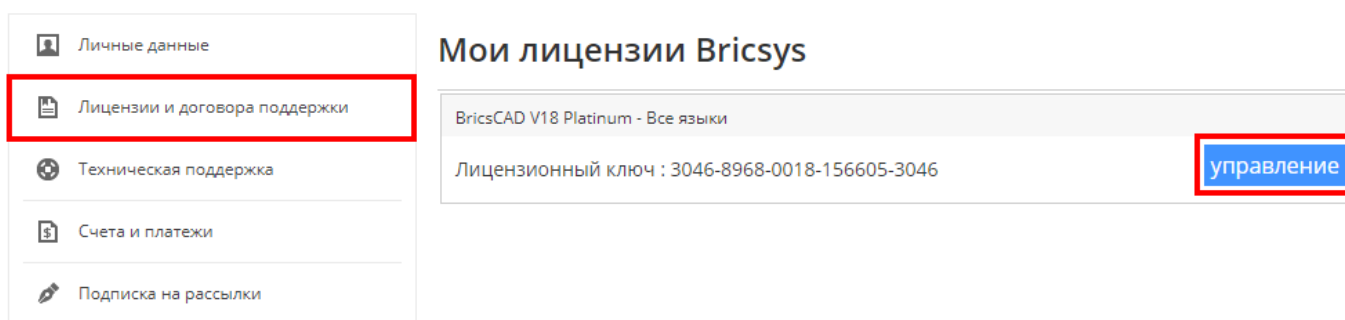 Личные данные
Лицензии и договора поддержки
Техническая поддержка
Счета и платежи
Подписка на рассылки
Мои лицензии Bricsys
BricsCAD V18 Platinum - Все языки
Лицензионный ключ : 3046-8968-0018-156605-3046
управление